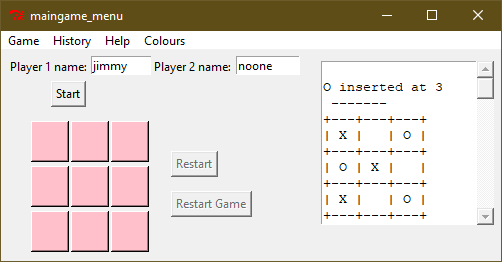 maingame_menu
Game History Help Colours
Player 1 name: jimmy Player 2 name: noone
Start
Restart
Restart Game
O inserted at 3
-------
+---+---+---+
| X |   | O |
+---+---+---+
| O | X |   |
+---+---+---+
| X |   | O |
+---+---+---+